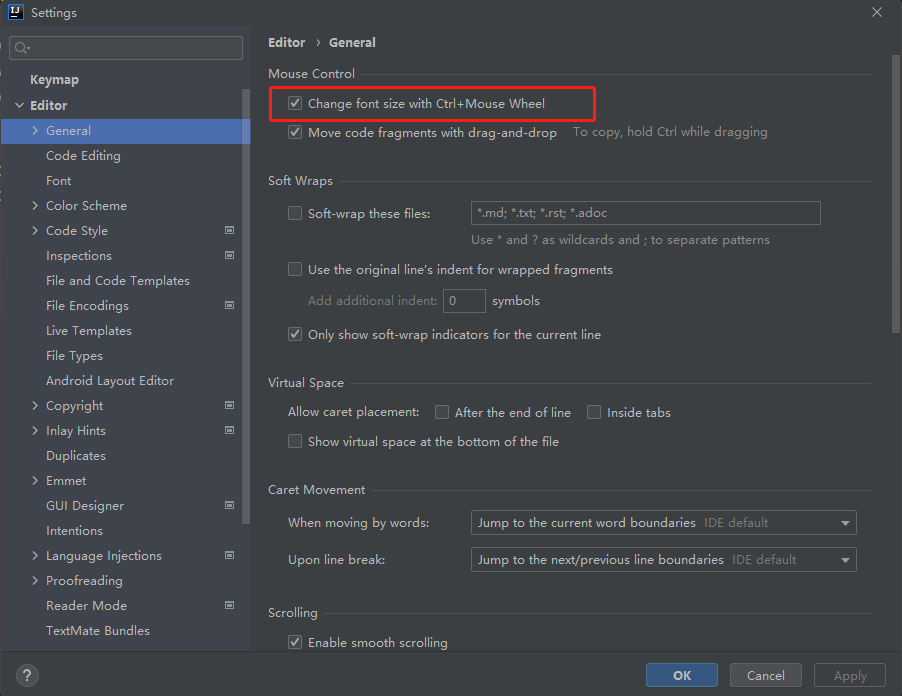 IJ Settings
Keymap
Editor
General
Code Editing
Font
Color Scheme
Code Style
Inspections
File and Code Templates
File Encodings
Live Templates
File Types
Android Layout Editor
Copyright
Inlay Hints
Duplicates
Emmet
GUI Designer
Intentions
Language Injections
Proofreading
Reader Mode
TextMate Bundles
?
Editor › General
Mouse Control
Change font size with Ctrl+Mouse Wheel
Move code fragments with drag-and-drop To copy, hold Ctrl while dragging
Soft Wraps
Soft-wrap these files: *.md; *.txt; *.rst; *.adoc
Use * and ? as wildcards and ; to separate patterns
Use the original line's indent for wrapped fragments
Add additional indent: 0 symbols
Only show soft-wrap indicators for the current line
Virtual Space
Allow caret placement: After the end of line Inside tabs
Show virtual space at the bottom of the file
Caret Movement
When moving by words: Jump to the current word boundaries IDE default
Upon line break: Jump to the next/previous line boundaries IDE default
Scrolling
Enable smooth scrolling
OK Cancel Apply